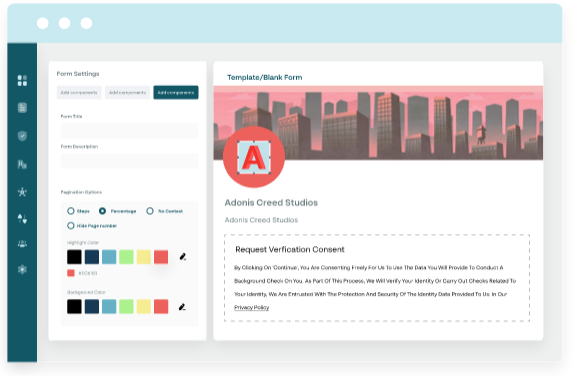 Form Settings
Add components
Add components
Add components
Form Title
Form Description
Pagination Options
Steps
Percentage
No Context
Hide Page number
Highlight Color
Background Color
Template/Blank Form
A
Adonis Creed Studios
Adonis Creed Studios
Request Verfication Consent
By Clicking On 'Continue', You Are Consenting Freely For Us To Use The Data You Will Provide To Conduct A
Background Check On You. As Part Of This Process, We Will Verify Your Identity Or Carry Out Checks Related To
Your Identity, We Are Entrusted With The Protection And Security Of The Identity Data Provided To Us. In Our
Privacy Policy